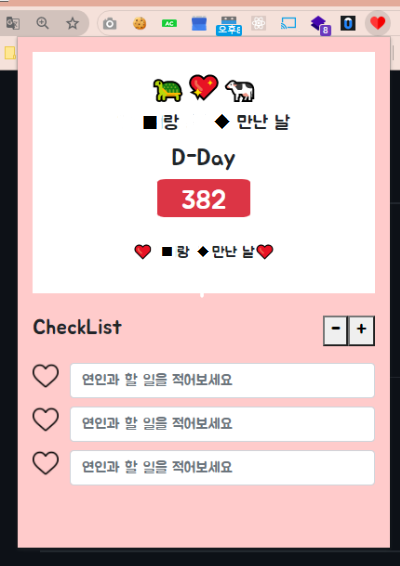 AC
오후8
8
■랑 ◆ 만난 날
D-Day
382
■ 랑 ◆만난 날
CheckList
- +
연인과 할 일을 적어보세요
연인과 할 일을 적어보세요
연인과 할 일을 적어보세요